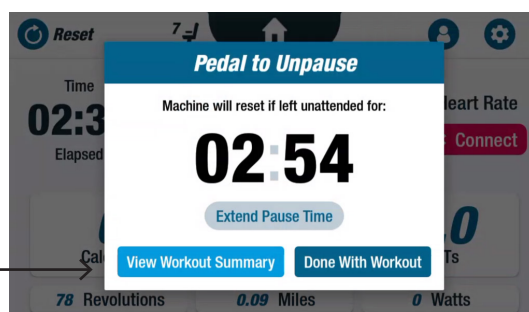 Reset
7
Pedal to Unpause
Machine will reset if left unattended for:
02:54
Extend Pause Time
View Workout Summary
Done With Workout
Time
02:3
Elapsed
Heart Rate
Connect
78 Revolutions
0.09 Miles
0 Watts